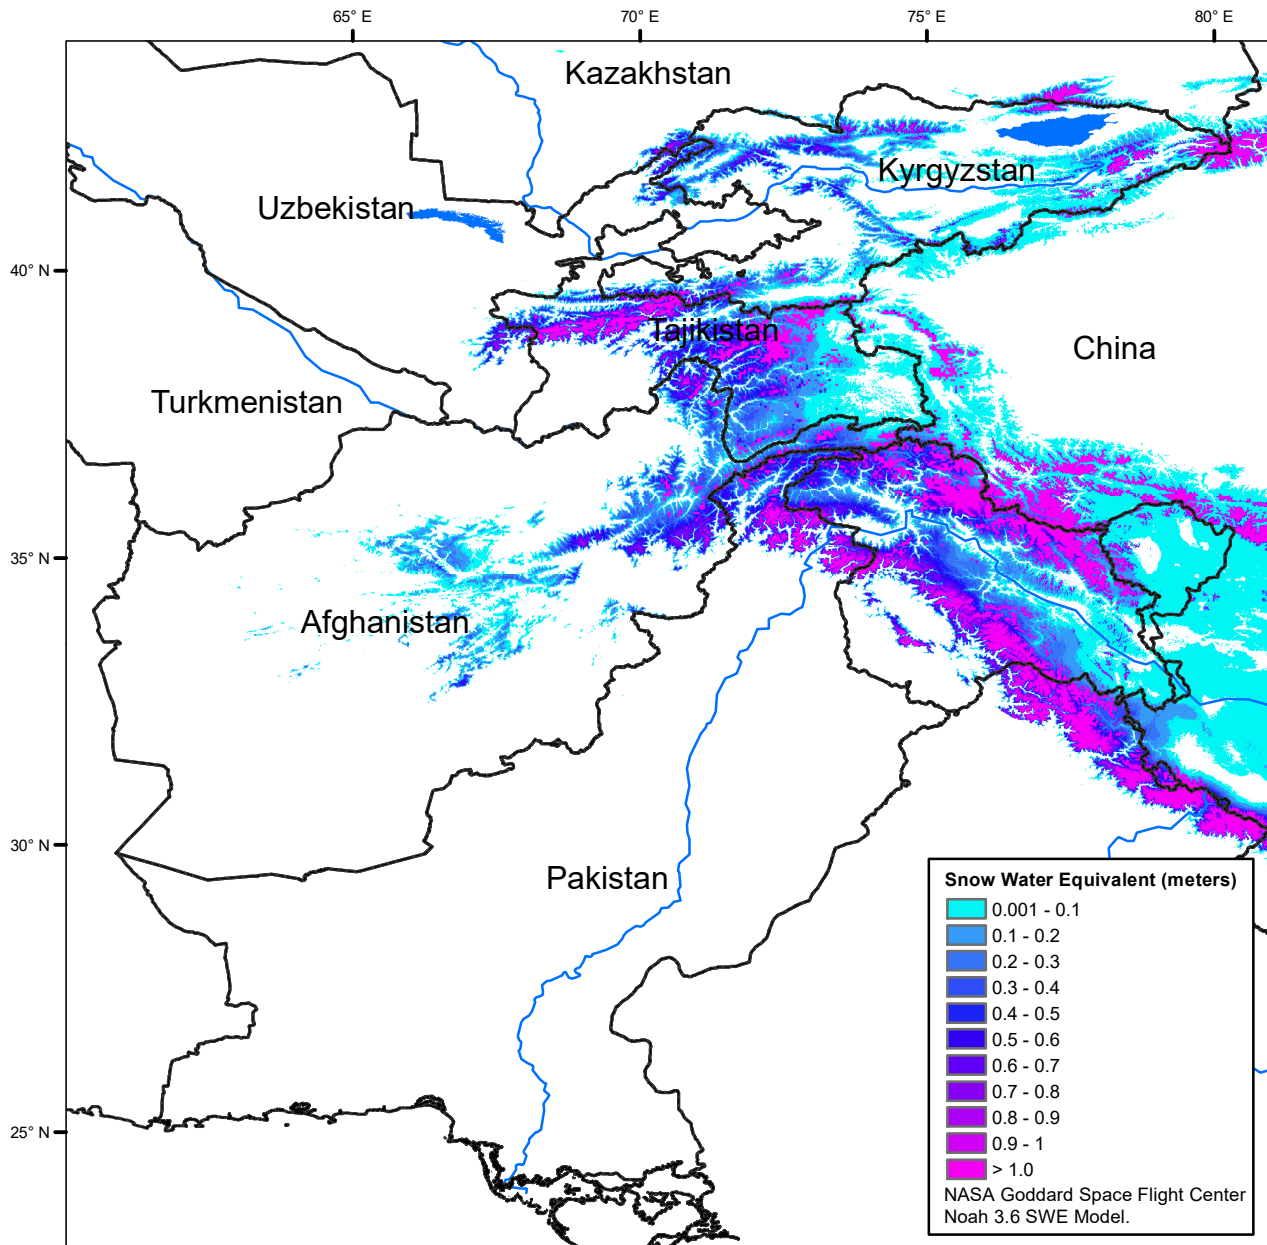 65° E
70° E
75° E
80° E
Kazakhstan
Kyrgyzstan
Uzbekistan
40° N
Tajikistan
China
Turkmenistan
35° N
Afghanistan
30° N
Pakistan
25° N
Snow Water Equivalent (meters)
0.001 - 0.1
0.1 - 0.2
0.2 - 0.3
0.3 - 0.4
0.4 - 0.5
0.5 - 0.6
0.6 - 0.7
0.7 - 0.8
0.8 - 0.9
0.9 - 1
> 1.0
NASA Goddard Space Flight Center
Noah 3.6 SWE Model.